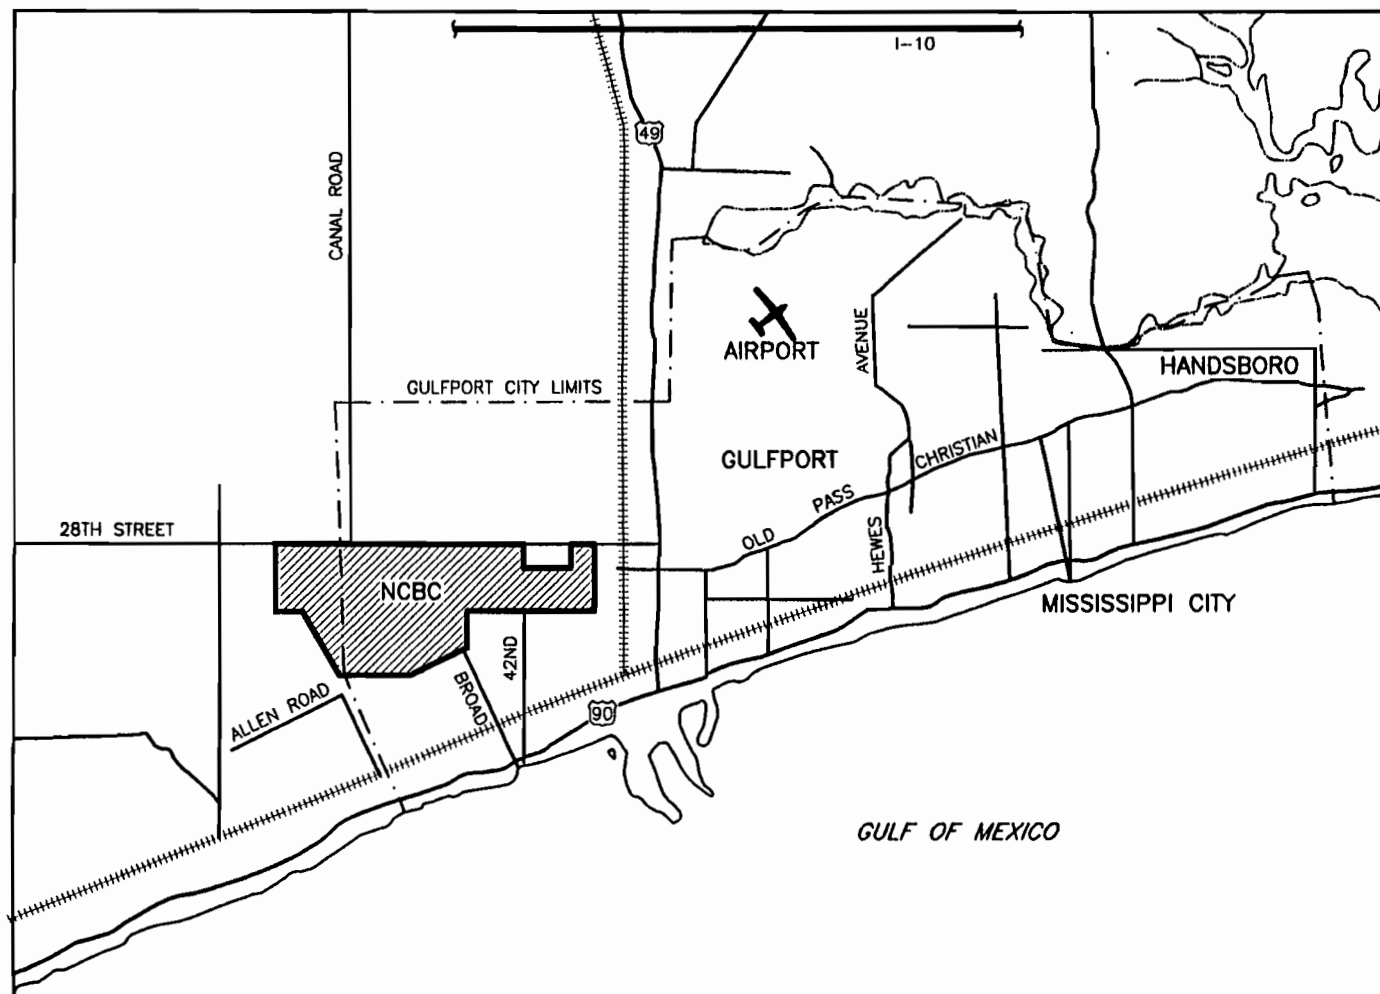 I-10
49
CANAL ROAD
AIRPORT
AVENUE
HANDSBORO
GULFPORT CITY LIMITS
GULFPORT
CHRISTIAN
PASS
OLD
HEWES
28TH STREET
NCBC
MISSISSIPPI CITY
42ND
BROAD
ALLEN ROAD
90
GULF OF MEXICO